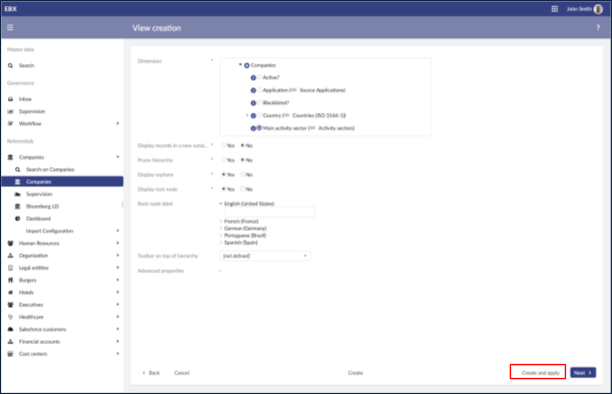 EBX
John Smith
View creation
?
Master data
Search
Governance
Inbox
Supervision
Workflow
Referentials
Companies
Search on Companies
Companies
Supervision
Bloomberg LEI
Dashboard
Import Configuration
Human Resources
Organization
Legal entities
Burgers
Hotels
Executives
Healthcare
Salesforce customers
Financial accounts
Cost centers
Dimension *
Companies
Active?
Application ( Source Applications)
Blacklisted?
Country ( Countries (ISO 3166-1))
Main activity sector ( Activity sectors)
Display records in a new wind... * Yes No
Prune hierarchy * Yes No
Display orphans * Yes No
Display root node * Yes No
Root node label
English (United States)
French (France)
German (Germany)
Portuguese (Brazil)
Spanish (Spain)
Toolbar on top of hierarchy [not defined]
Advanced properties
Back Cancel Create Create and apply Next